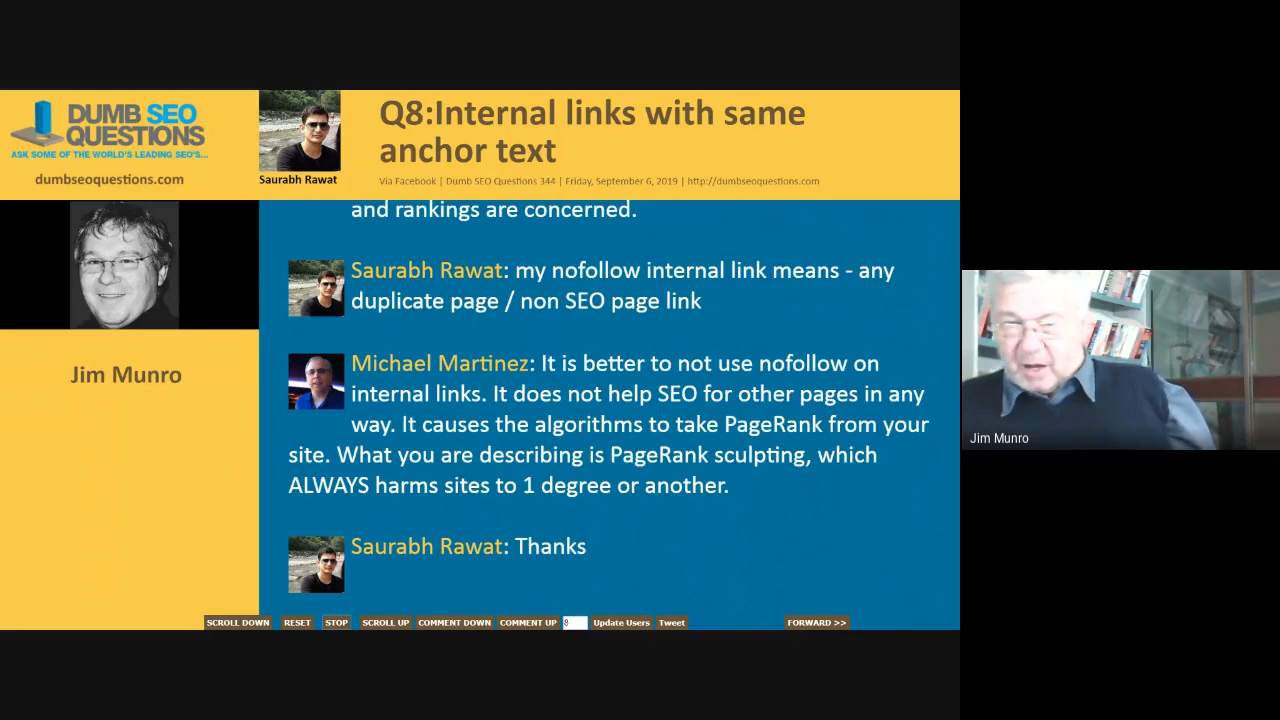 DUMB SEO
QUESTIONS
ASK SOME OF THE WORLD'S LEADING SEO'S...
dumbseoquestions.com
Saurabh Rawat
Q8:Internal links with same
anchor text
Via Facebook | Dumb SEO Questions 344 | Friday, September 6, 2019 | http://dumbseoquestions.com
Jim Munro
and rankings are concerned.
Saurabh Rawat: my nofollow internal link means - any
duplicate page / non SEO page link
Michael Martinez: It is better to not use nofollow on
internal links. It does not help SEO for other pages in any
way. It causes the algorithms to take PageRank from your
site. What you are describing is PageRank sculpting, which
ALWAYS harms sites to 1 degree or another.
Saurabh Rawat: Thanks
SCROLL DOWN RESET STOP SCROLL UP COMMENT DOWN COMMENT UP 8 Update Users Tweet FORWARD >>
Jim Munro